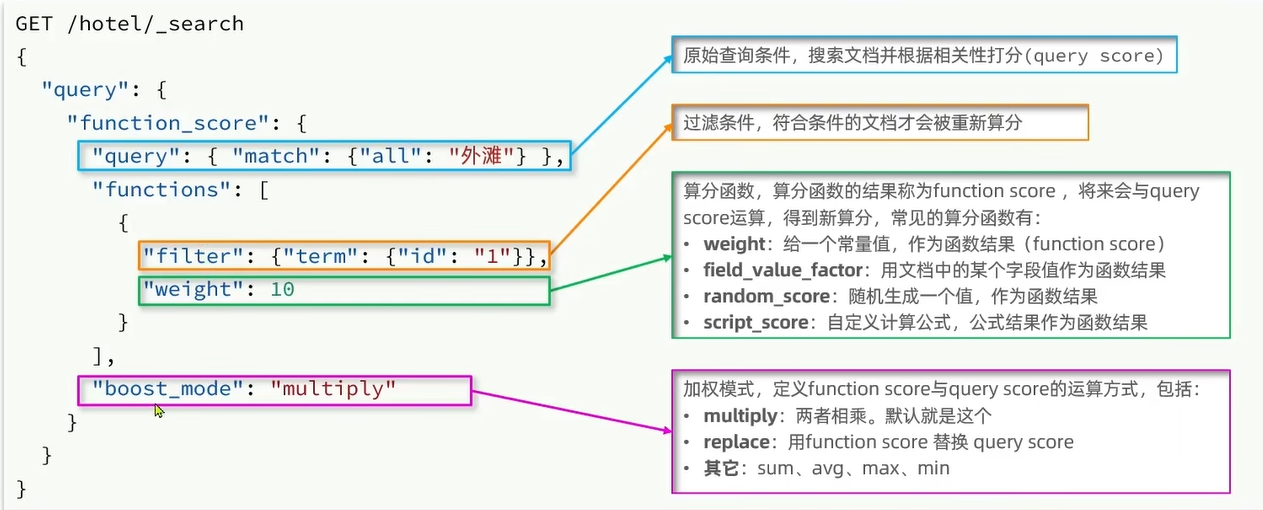 GET /hotel/_search
{
"query": {
"function_score": {
"query": { "match": {"all": "外滩"} },
"functions": [
{
"filter": {"term": {"id": "1"}},
"weight": 10
}
],
"boost_mode": "multiply"
}
}
}
原始查询条件，搜索文档并根据相关性打分(query score)
过滤条件，符合条件的文档才会被重新算分
算分函数，算分函数的结果称为function score ，将来会与query
score运算，得到新算分，常见的算分函数有：
• weight：给一个常量值，作为函数结果（function score）
• field_value_factor：用文档中的某个字段值作为函数结果
• random_score：随机生成一个值，作为函数结果
• script_score：自定义计算公式，公式结果作为函数结果
加权模式，定义function score与query score的运算方式，包括：
• multiply：两者相乘。默认就是这个
• replace：用function score 替换 query score
• 其它：sum、avg、max、min